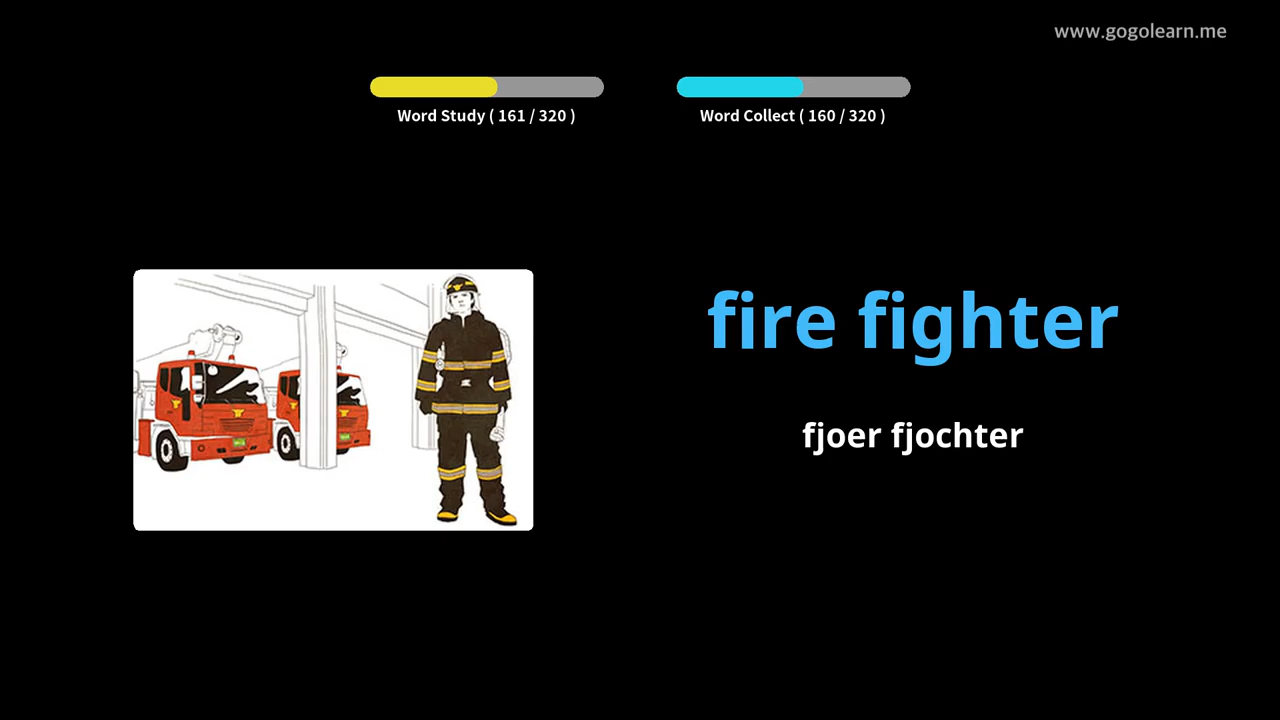 www.gogolearn.me
Word Study ( 161 / 320 )
Word Collect ( 160 / 320 )
fire fighter
fjoer fjochter